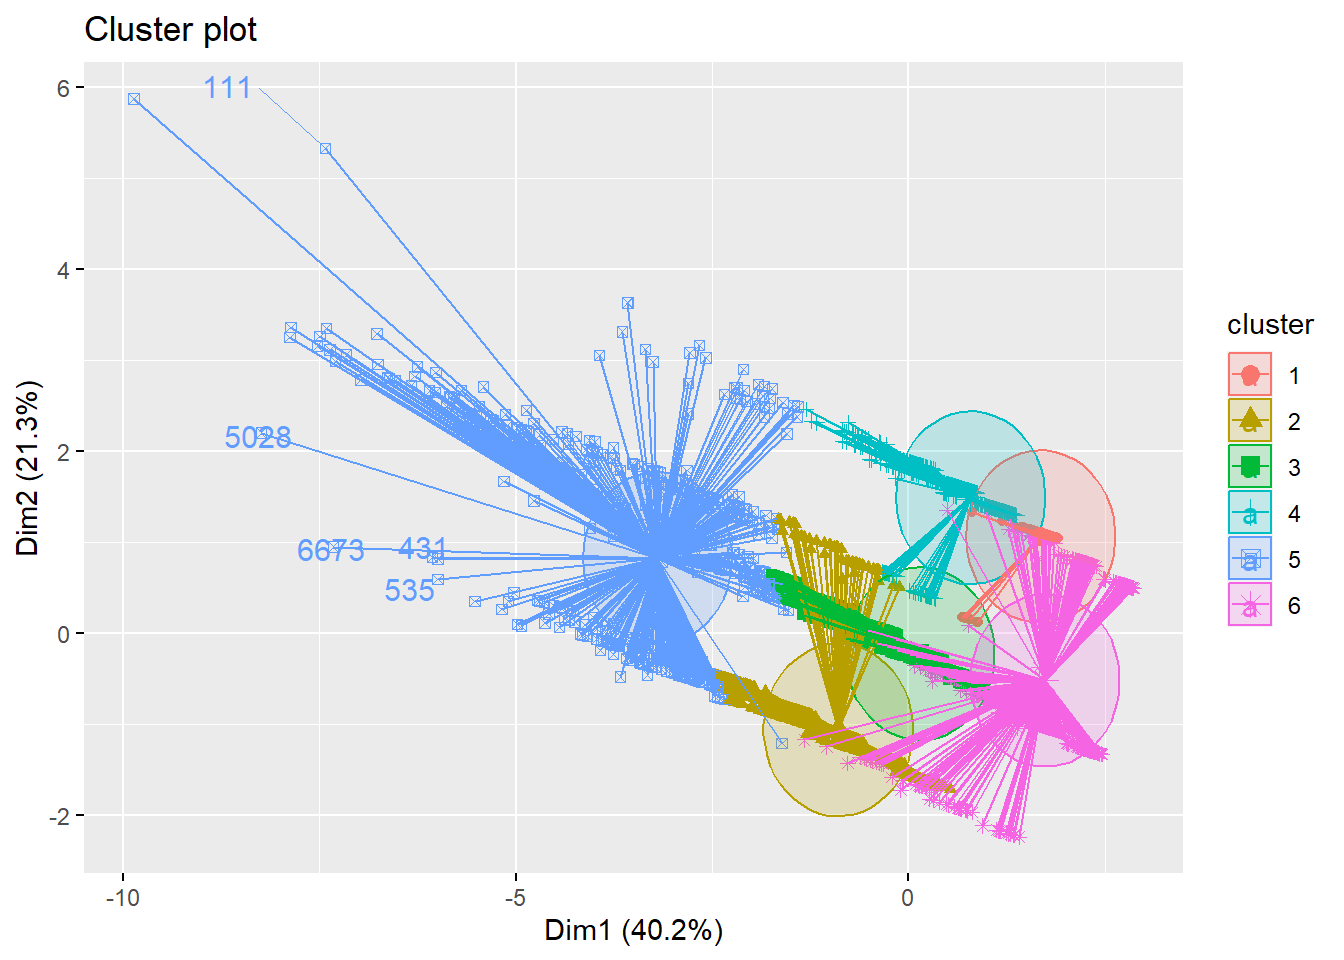 Cluster plot
111
5028
6673
431
535
6
4
2
0
-2
-10
-5
0
Dim1 (40.2%)
Dim2 (21.3%)
cluster
a 1
a 2
a 3
a 4
a 5
a 6